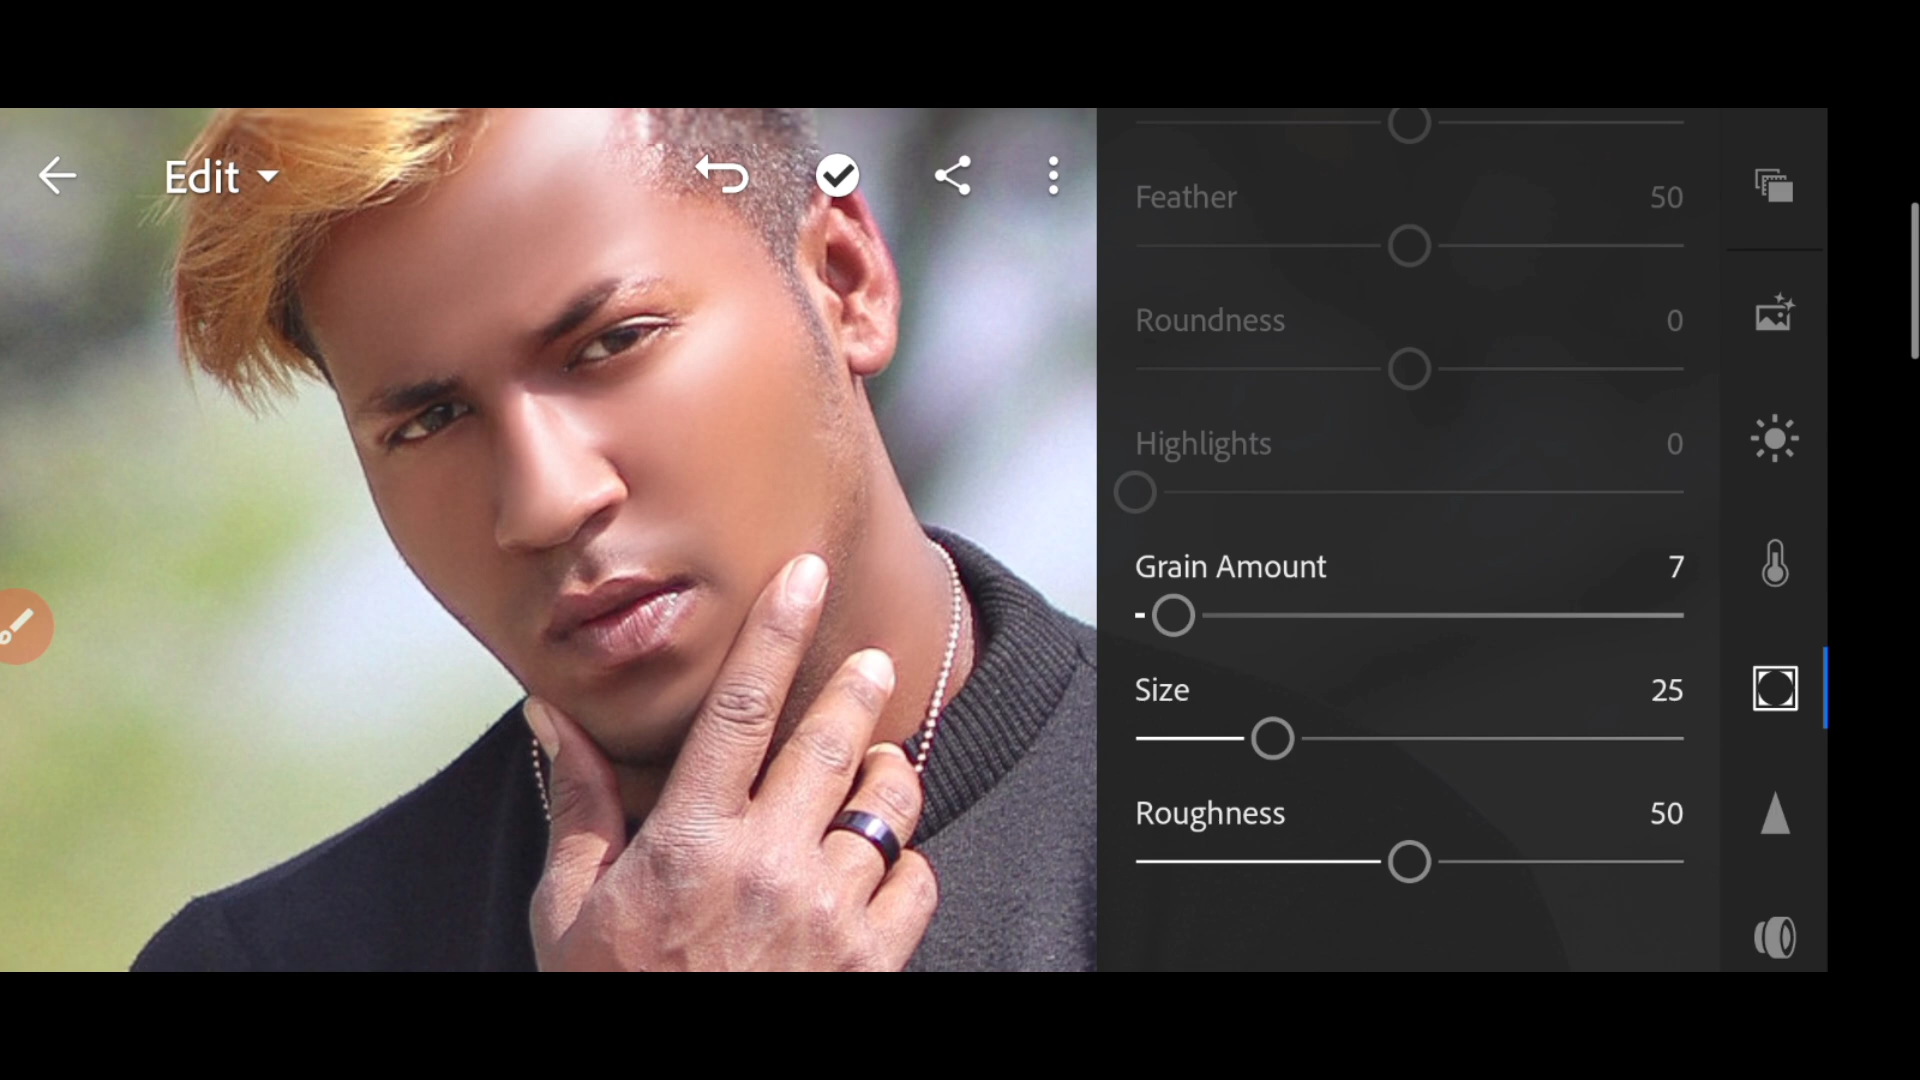 Edit
Feather 50
Roundness 0
Highlights 0
Grain Amount 7
Size 25
Roughness 50